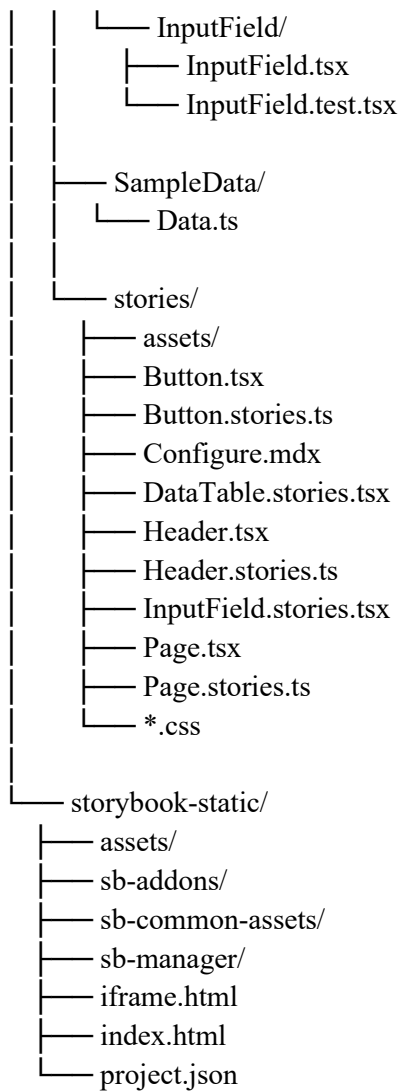 InputField/
InputField.tsx
InputField.test.tsx
SampleData/
Data.ts
stories/
assets/
Button.tsx
Button.stories.ts
Configure.mdx
DataTable.stories.tsx
Header.tsx
Header.stories.ts
InputField.stories.tsx
Page.tsx
Page.stories.ts
*.css
storybook-static/
assets/
sb-addons/
sb-common-assets/
sb-manager/
iframe.html
index.html
project.json